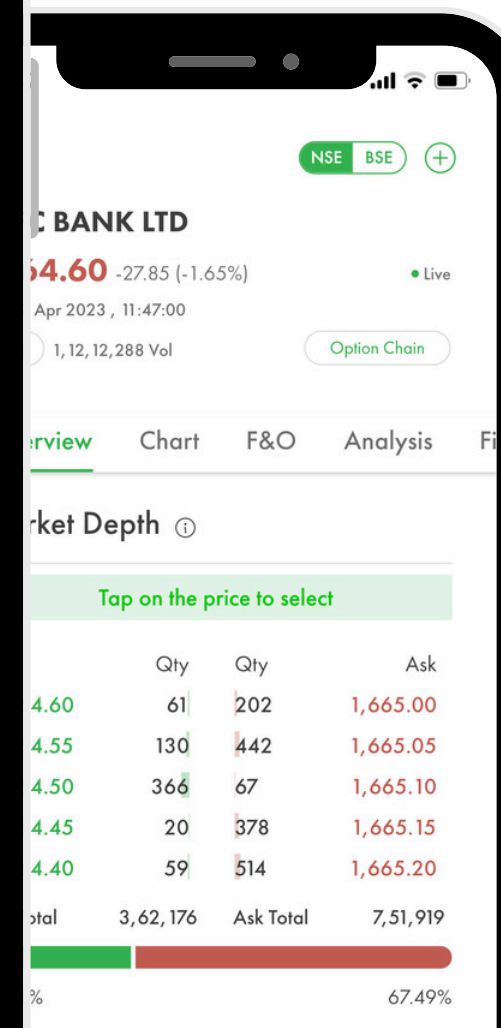 NSE BSE
C BANK LTD
64.60 -27.85 (-1.65%) Live
Apr 2023 , 11:47:00
1,12,12,288 Vol Option Chain
erview Chart F&O Analysis Fi
rket Depth
Tap on the price to select
Qty Qty Ask
4.60 61 202 1,665.00
4.55 130 442 1,665.05
4.50 366 67 1,665.10
4.45 20 378 1,665.15
4.40 59 514 1,665.20
otal 3,62,176 Ask Total 7,51,919
% 67.49%